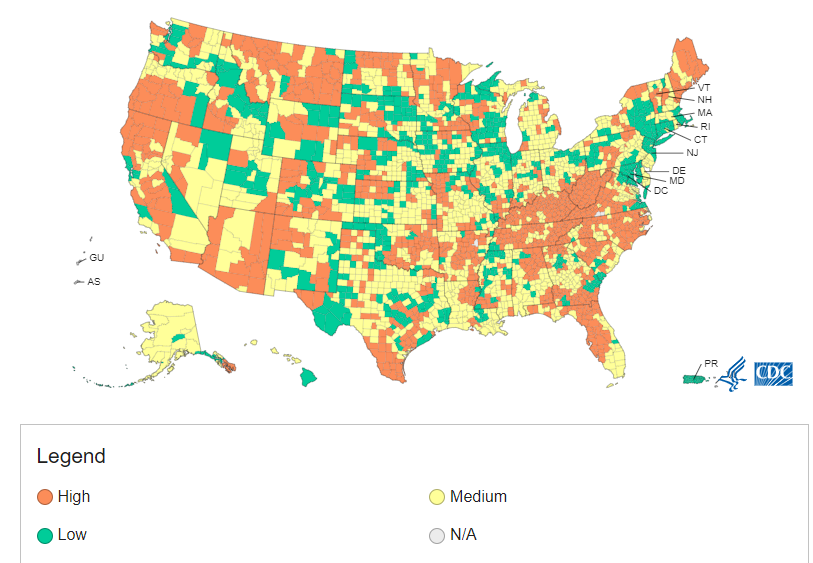 VT
NH
MA
RI
CT
NJ
DE
MD
DC
GU
AS
PR
CDC
Legend
High
Medium
Low
N/A